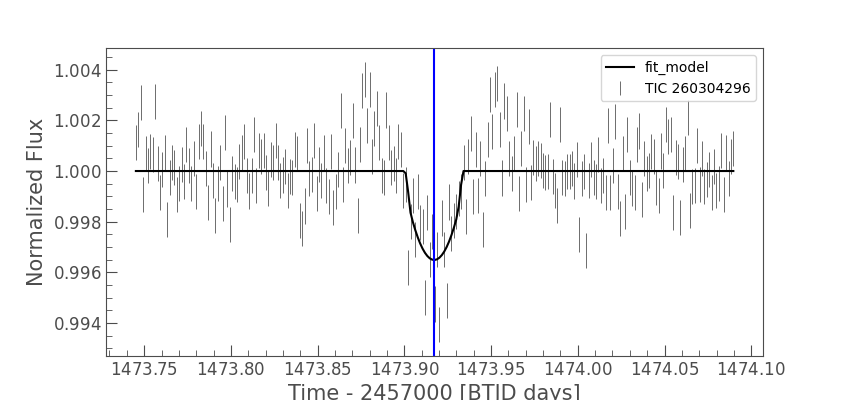 1.004
1.002
1.000
0.998
0.996
0.994
Normalized Flux
fit_model
TIC 260304296
1473.75 1473.80 1473.85 1473.90 1473.95 1474.00 1474.05 1474.10
Time - 2457000 [BTJD days]